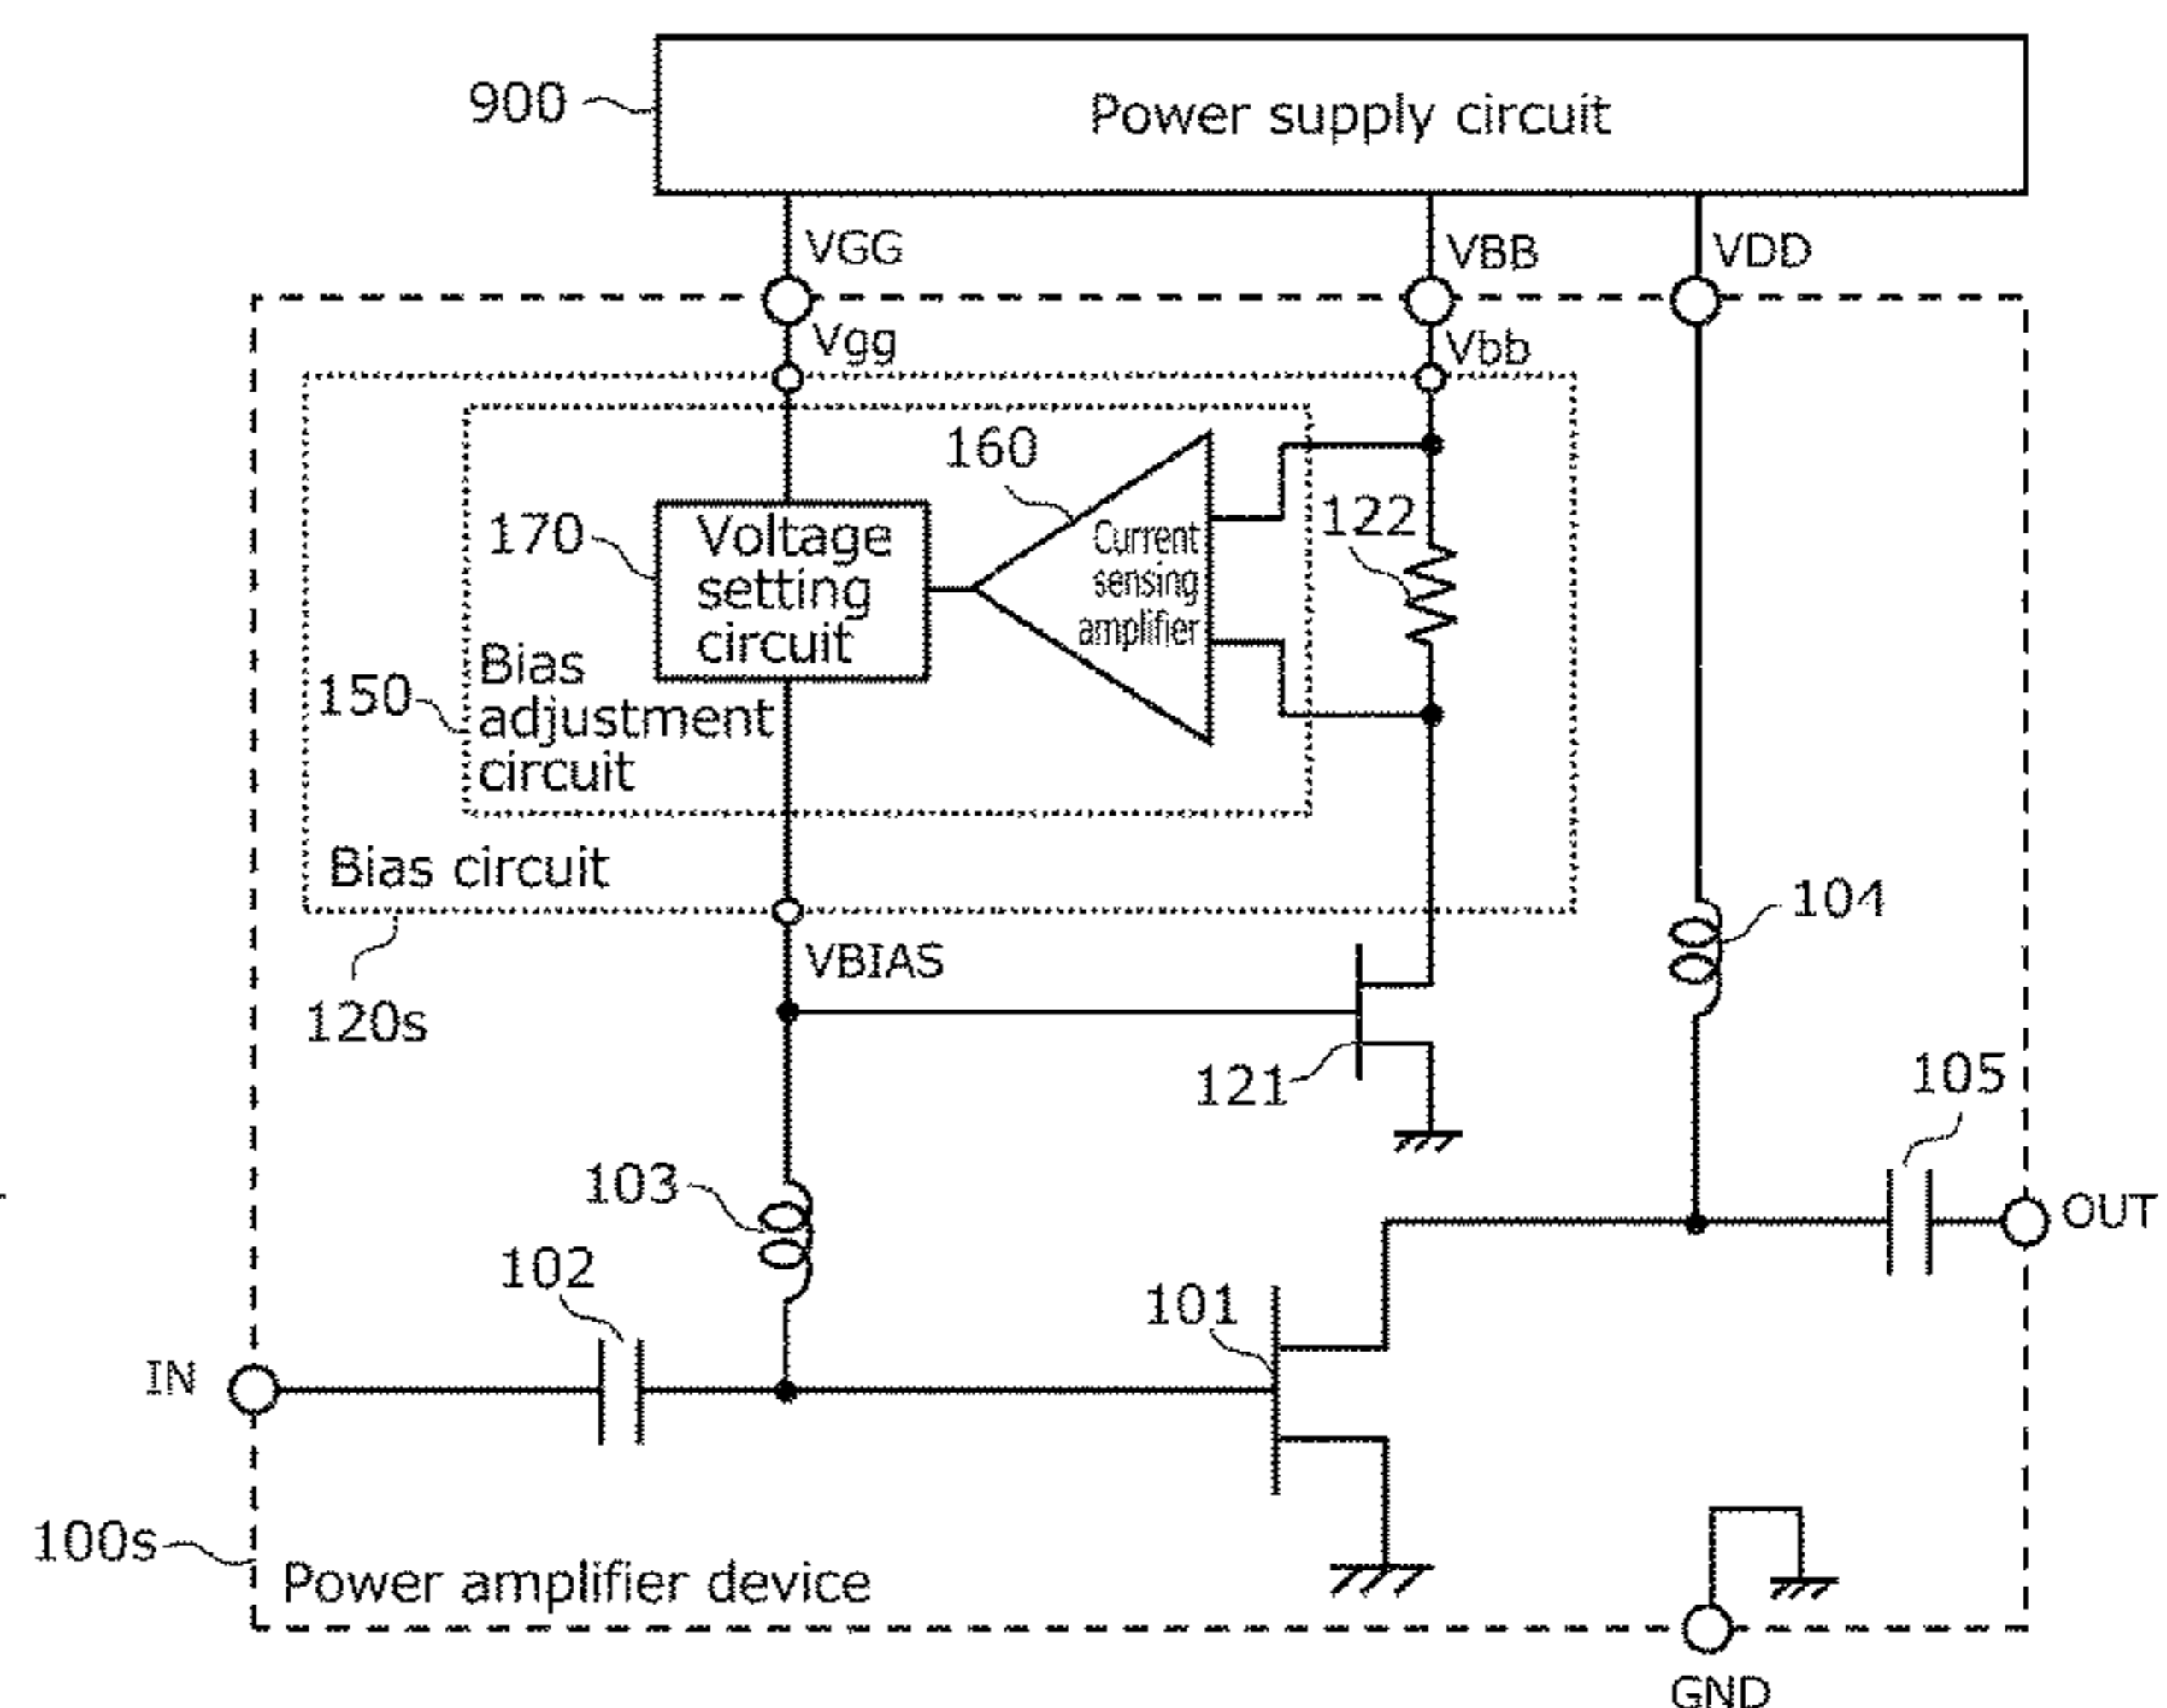 900
Power supply circuit
VGG
VBB
VDD
Vgg
Vbb
160
122
170
Voltage
setting
circuit
Current
sensing
amplifier
150
Bias
adjustment
circuit
Bias circuit
104
VBIAS
120s
121
105
103
OUT
102
101
IN
100s
Power amplifier device
GND